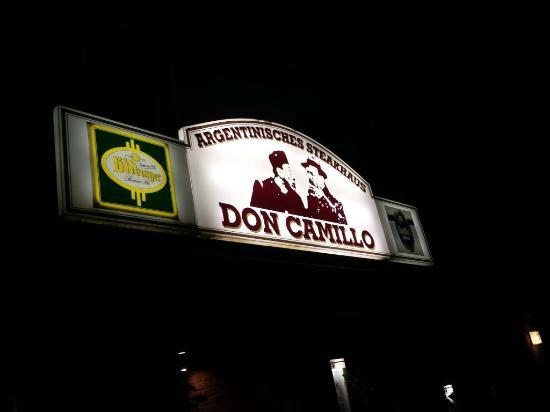 ARGENTINISCHES STEAKHAUS
DON CAMILLO
Bitburger